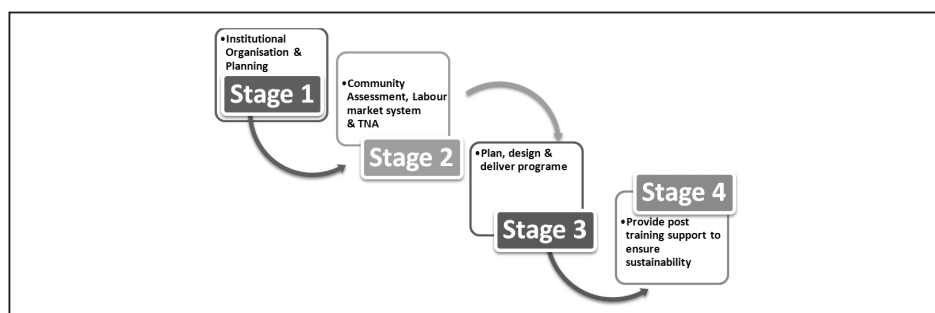 •Institutional
Organisation &
Planning
Stage 1
•Community
Assessment, Labour
market system
& TNA
Stage 2
•Plan, design &
deliver programe
Stage 3
Stage 4
•Provide post
training support to
ensure
sustainability